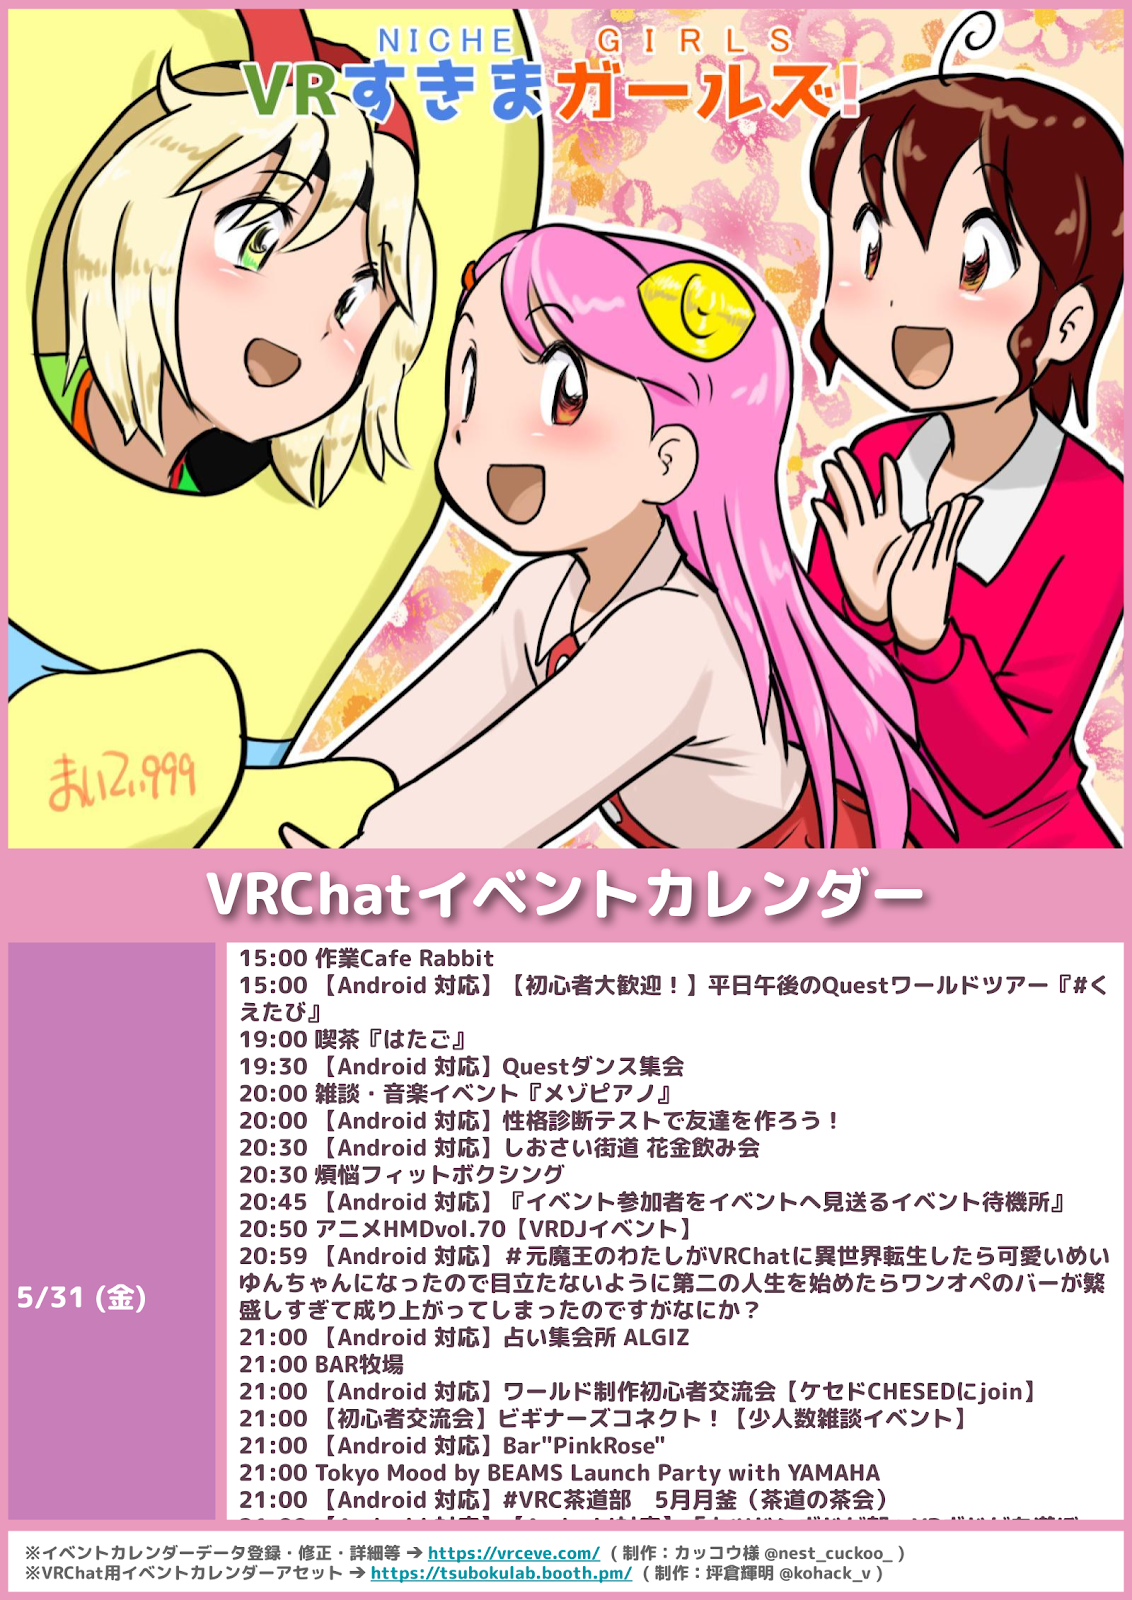 NICHE GIRLS
VRすきまガールズ!
まいこぃ999
VRChatイベントカレンダー
5/31 (金)
15:00 作業Cafe Rabbit
15:00 【Android 対応】【初心者大歓迎！】平日午後のQuestワールドツアー『#く
えたび』
19:00 喫茶『はたご』
19:30 【Android 対応】Questダンス集会
20:00 雑談・音楽イベント『メゾピアノ』
20:00 【Android 対応】性格診断テストで友達を作ろう！
20:30 【Android 対応】しおさい街道 花金飲み会
20:30 煩悩フィットボクシング
20:45 【Android 対応】『イベント参加者をイベントへ見送るイベント待機所』
20:50 アニメHMDvol.70【VRDJイベント】
20:59 【Android 対応】＃元魔王のわたしがVRChatに異世界転生したら可愛いめい
ゆんちゃんになったので目立たないように第二の人生を始めたらワンオペのバーが繁
盛しすぎて成り上がってしまったのですがなにか？
21:00 【Android 対応】占い集会所 ALGIZ
21:00 BAR牧場
21:00 【Android 対応】ワールド制作初心者交流会【ケセドCHESEDにjoin】
21:00 【初心者交流会】ビギナーズコネクト！【少人数雑談イベント】
21:00 【Android 対応】Bar"PinkRose"
21:00 Tokyo Mood by BEAMS Launch Party with YAMAHA
21:00 【Android 対応】#VRC茶道部　5月月釜（茶道の茶会）
※イベントカレンダーデータ登録・修正・詳細等 ➔ https://vrceve.com/ （ 制作：カッコウ様 @nest_cuckoo_ ）
※VRChat用イベントカレンダーアセット ➔ https://tsubokulab.booth.pm/ （ 制作：坪倉輝明 @kohack_v ）